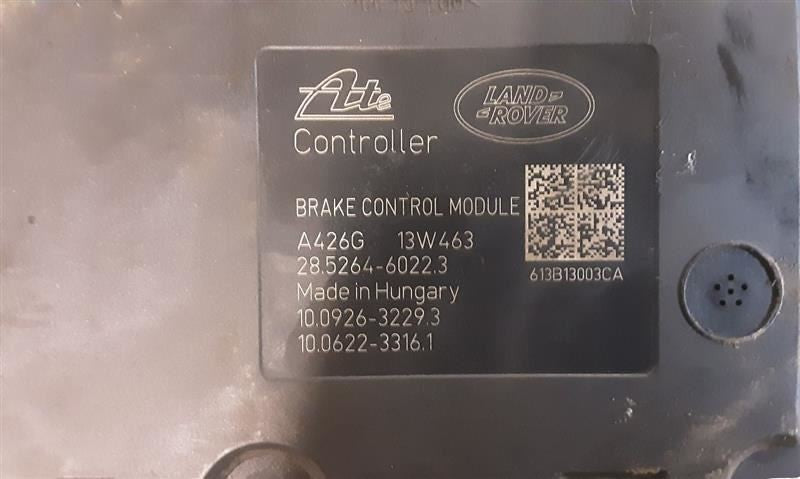 Ate
LAND
ROVER
Controller
BRAKE CONTROL MODULE
A426G 13W463
28.5264-6022.3
613B13003CA
Made in Hungary
10.0926-3229.3
10.0622-3316.1